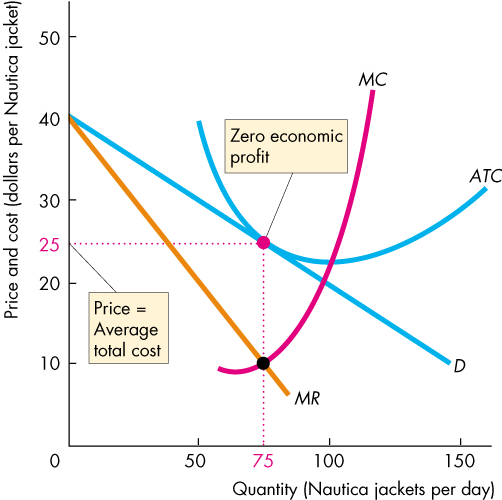 Price and cost (dollars per Nautica jacket)
50
40
30
25
20
10
0
50
75
100
150
Quantity (Nautica jackets per day)
MC
ATC
D
MR
Zero economic
profit
Price =
Average
total cost